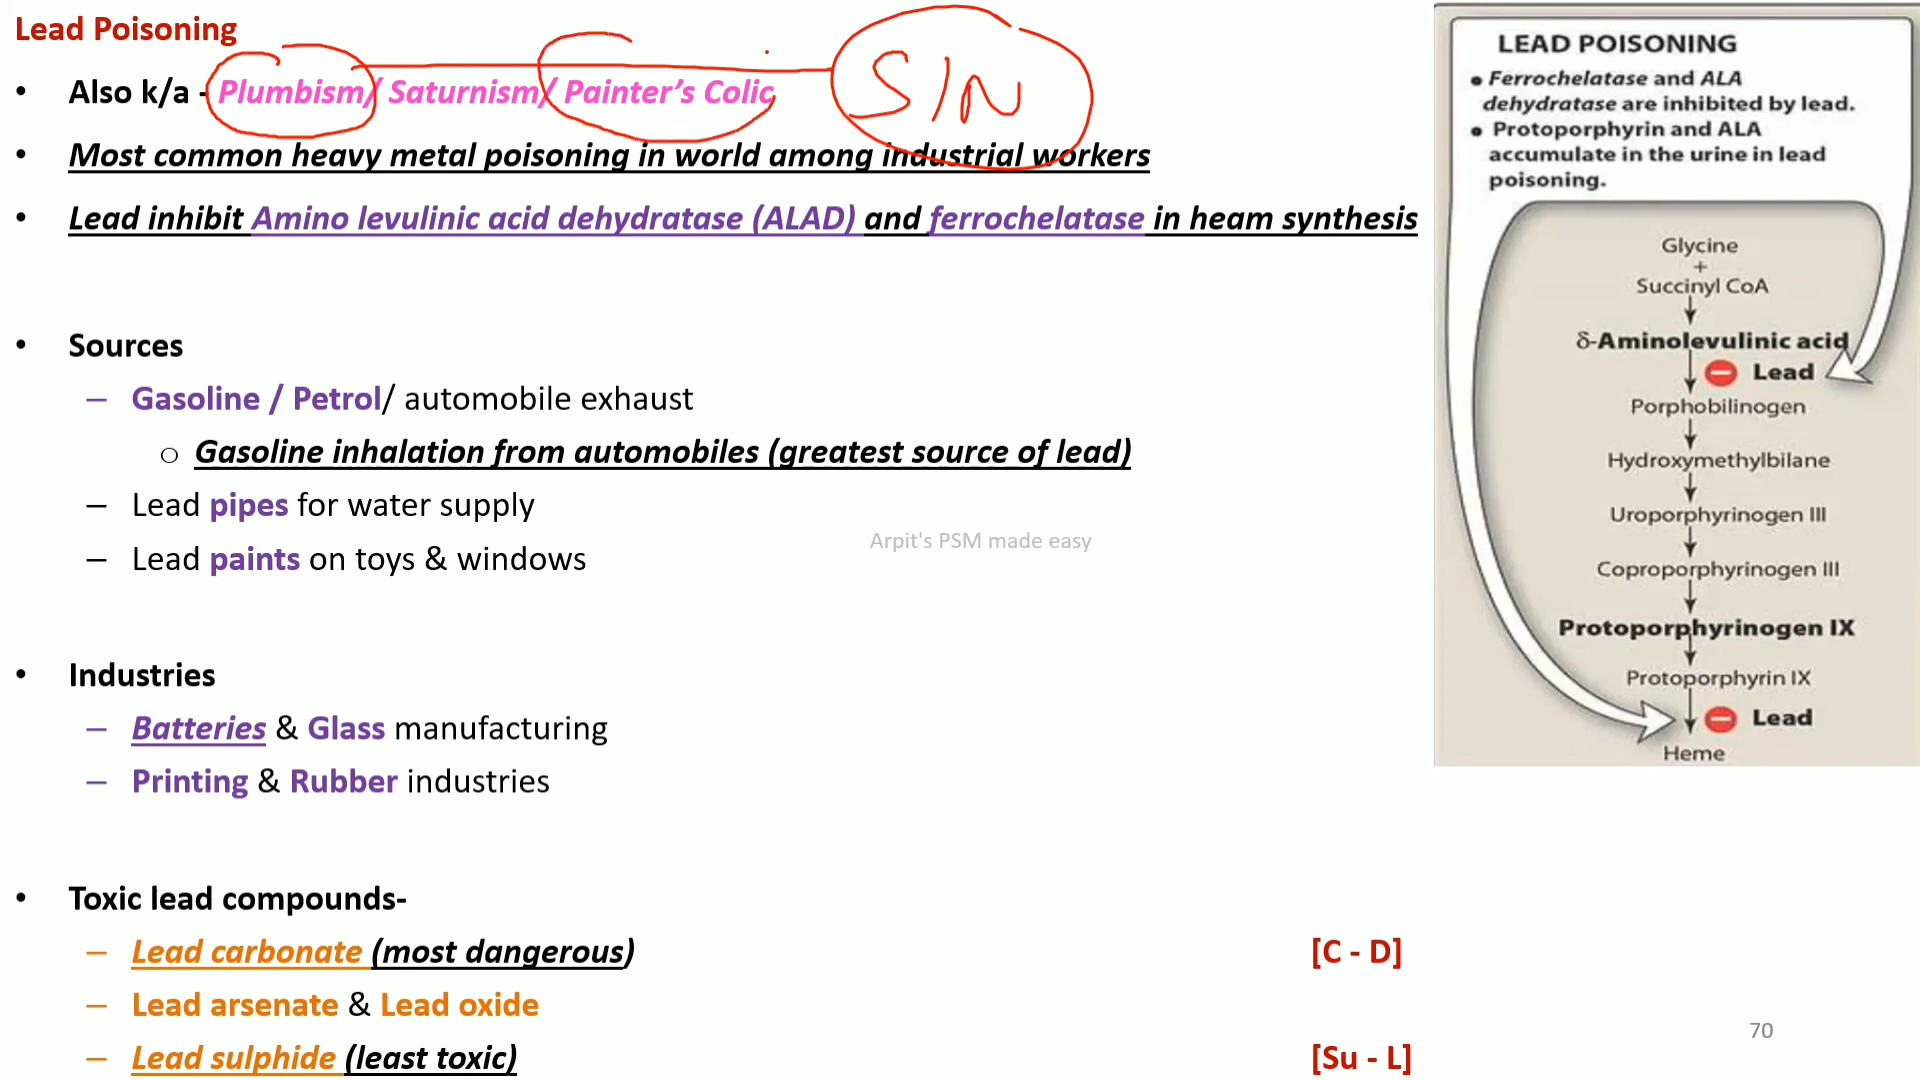 Lead Poisoning
• Also k/a - Plumbism/ Saturnism/ Painter's Colic
S/N
• Most common heavy metal poisoning in world among industrial workers
• Lead inhibit Amino levulinic acid dehydratase (ALAD) and ferrochelatase in heam synthesis
• Sources
– Gasoline / Petrol/ automobile exhaust
o Gasoline inhalation from automobiles (greatest source of lead)
– Lead pipes for water supply
– Lead paints on toys & windows
Arpit's PSM made easy
• Industries
– Batteries & Glass manufacturing
– Printing & Rubber industries
• Toxic lead compounds-
– Lead carbonate (most dangerous) [C - D]
– Lead arsenate & Lead oxide
– Lead sulphide (least toxic) [Su - L]
70
LEAD POISONING
• Ferrochelatase and ALA
dehydratase are inhibited by lead.
• Protoporphyrin and ALA
accumulate in the urine in lead
poisoning.
Glycine
+
Succinyl CoA
δ-Aminolevulinic acid
Lead
Porphobilinogen
Hydroxymethylbilane
Uroporphyrinogen III
Coproporphyrinogen III
Protoporphyrinogen IX
Protoporphyrin IX
Lead
Heme